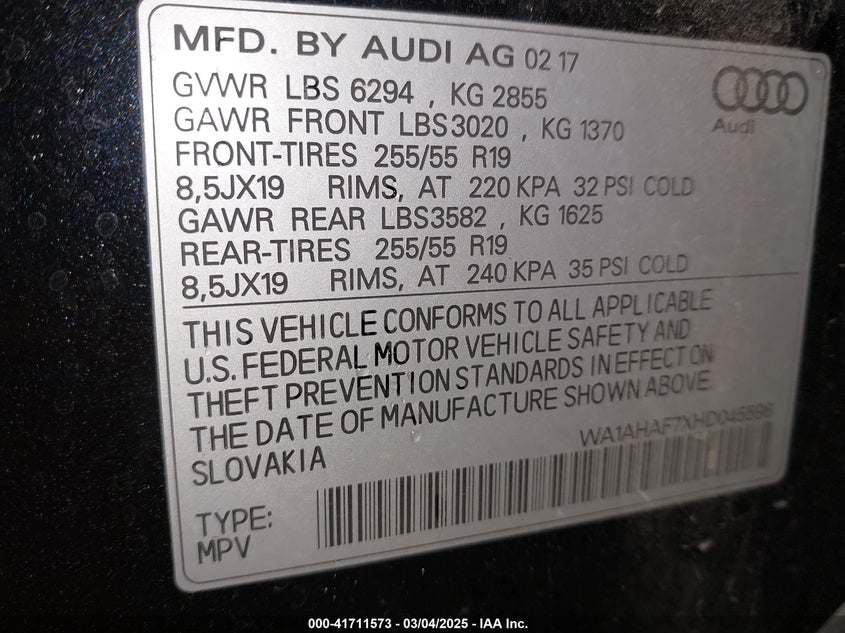 MFD. BY AUDI AG 02 17
GVWR LBS 6294 , KG 2855
GAWR FRONT LBS3020 , KG 1370
FRONT-TIRES 255/55 R19
8,5JX19 RIMS, AT 220 KPA 32 PSI COLD
GAWR REAR LBS3582 , KG 1625
REAR-TIRES 255/55 R19
8,5JX19 RIMS, AT 240 KPA 35 PSI COLD
Audi
THIS VEHICLE CONFORMS TO ALL APPLICABLE
U.S. FEDERAL MOTOR VEHICLE SAFETY AND
THEFT PREVENTION STANDARDS IN EFFECT ON
THE DATE OF MANUFACTURE SHOWN ABOVE.
SLOVAKIA
WA1AHAF7XHD045596
TYPE:
MPV
000-41711573 - 03/04/2025 - IAA Inc.